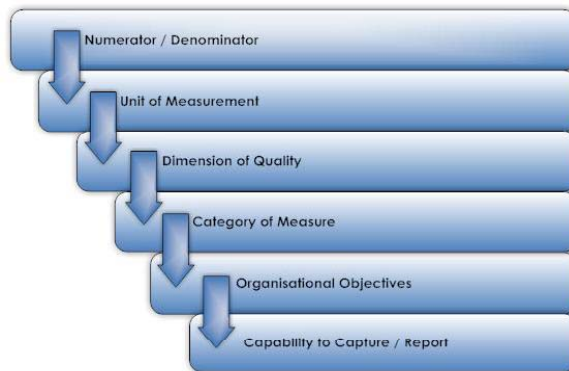 Numerator / Denominator
Unit of Measurement
Dimension of Quality
Category of Measure
Organisational Objectives
Capability to Capture / Report